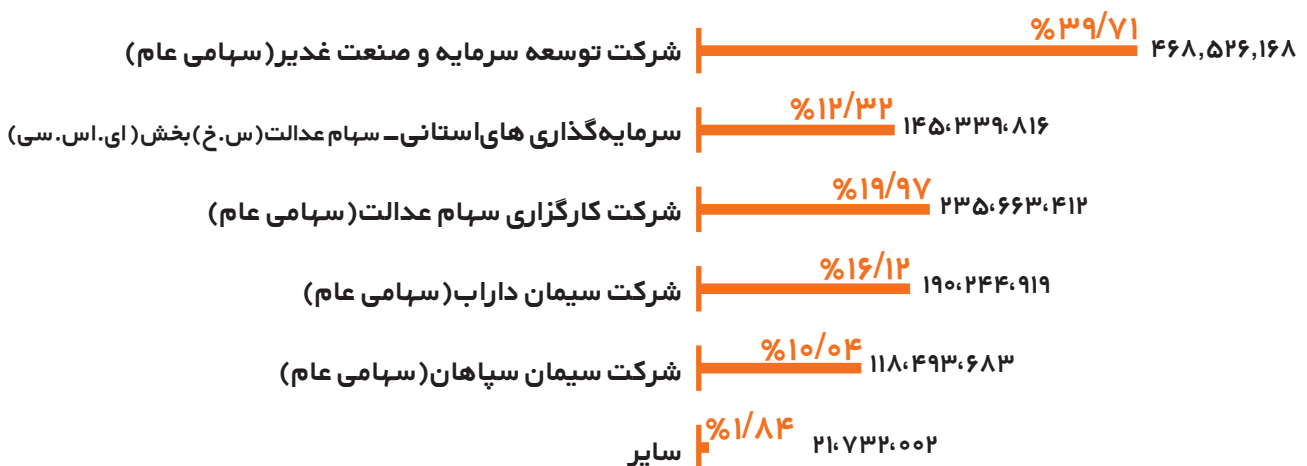 شرکت توسعه سرمایه و صنعت غدیر(سهامی عام) %۳۹/۷۱ ۴۶۸,۵۲۶,۱۶۸
سرمایه‌گذاری های‌استانی_ سهام عدالت(س.خ)بخش(ای.اس.سی) %۱۲/۳۲ ۱۴۵،۳۳۹،۸۱۶
شرکت کارگزاری سهام عدالت(سهامی عام) %۱۹/۹۷ ۲۳۵،۶۶۳،۴۱۲
شرکت سیمان داراب(سهامی عام) %۱۶/۱۲ ۱۹۰،۲۴۴،۹۱۹
شرکت سیمان سپاهان(سهامی عام) %۱۰/۰۴ ۱۱۸،۴۹۳،۶۸۳
سایر %۱/۸۴ ۲۱،۷۳۲،۰۰۲